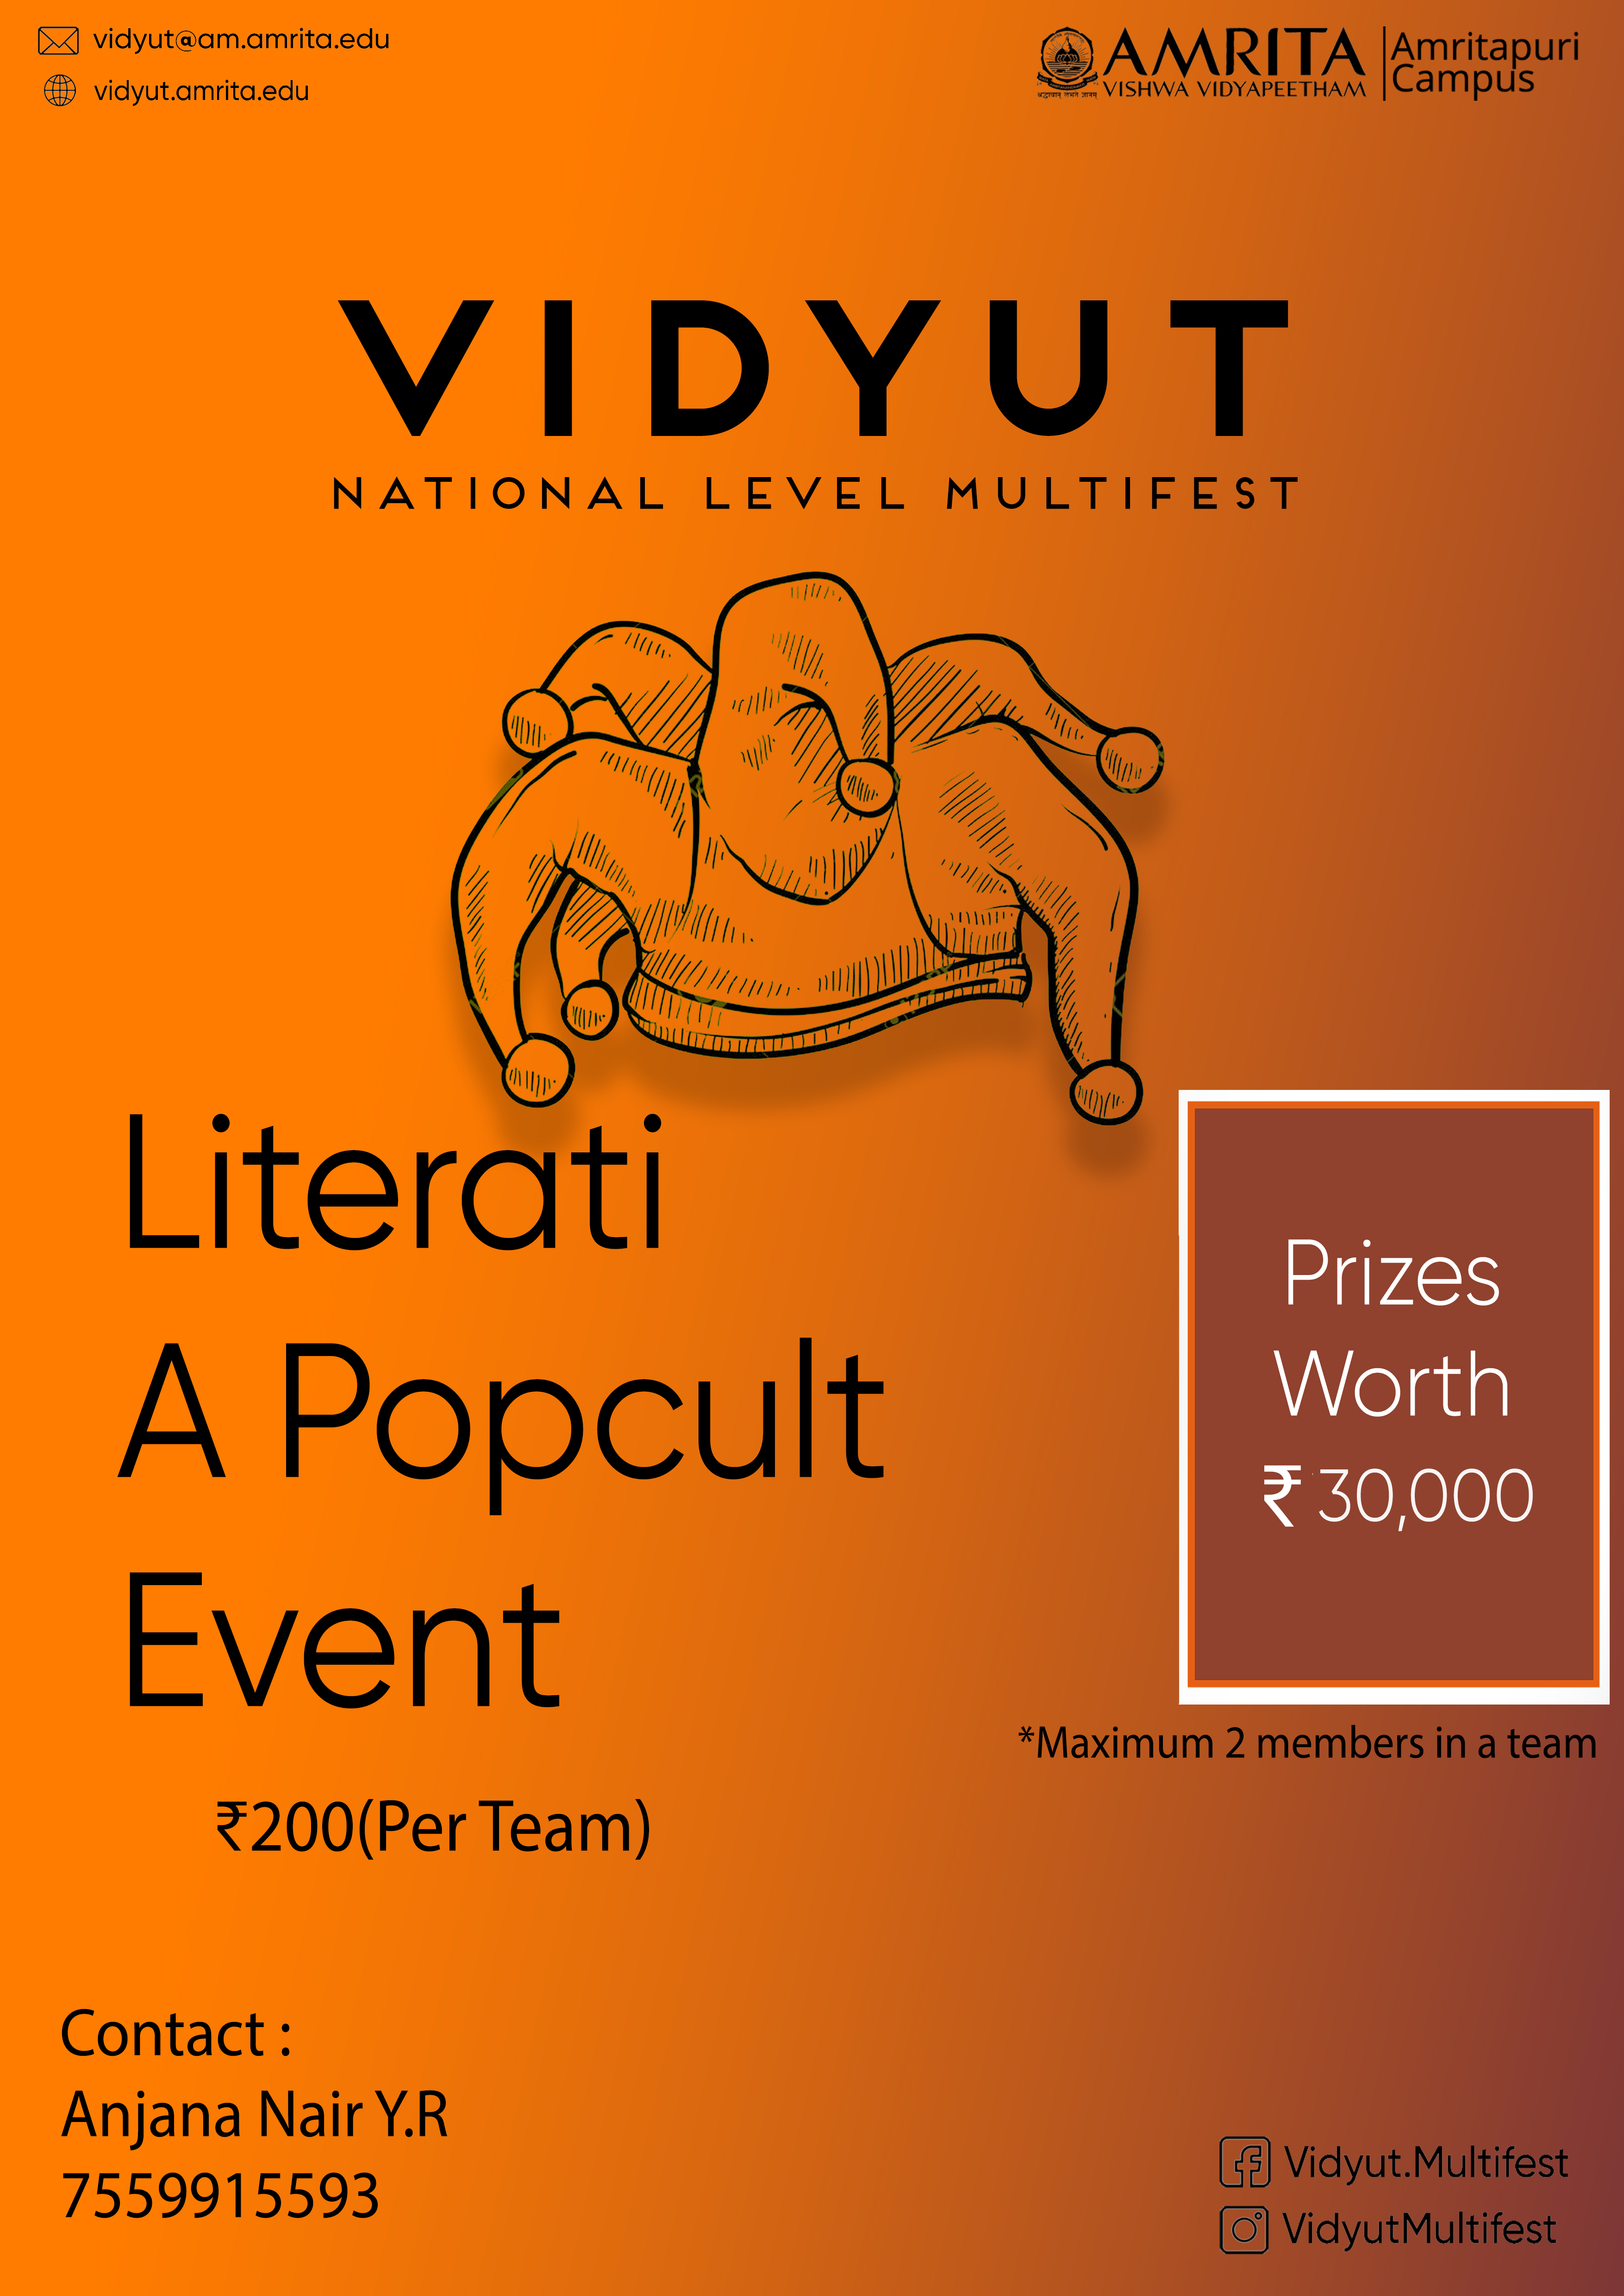 vidyut@am.amrita.edu
vidyut.amrita.edu
AMRITA
VISHWA VIDYAPEETHAM
Amritapuri
Campus
VIDYUT
NATIONAL LEVEL MULTIFEST
Literati
A Popcult
Event
Prizes
Worth
₹ 30,000
*Maximum 2 members in a team
₹200(Per Team)
Contact :
Anjana Nair Y.R
7559915593
Vidyut.Multifest
VidyutMultifest